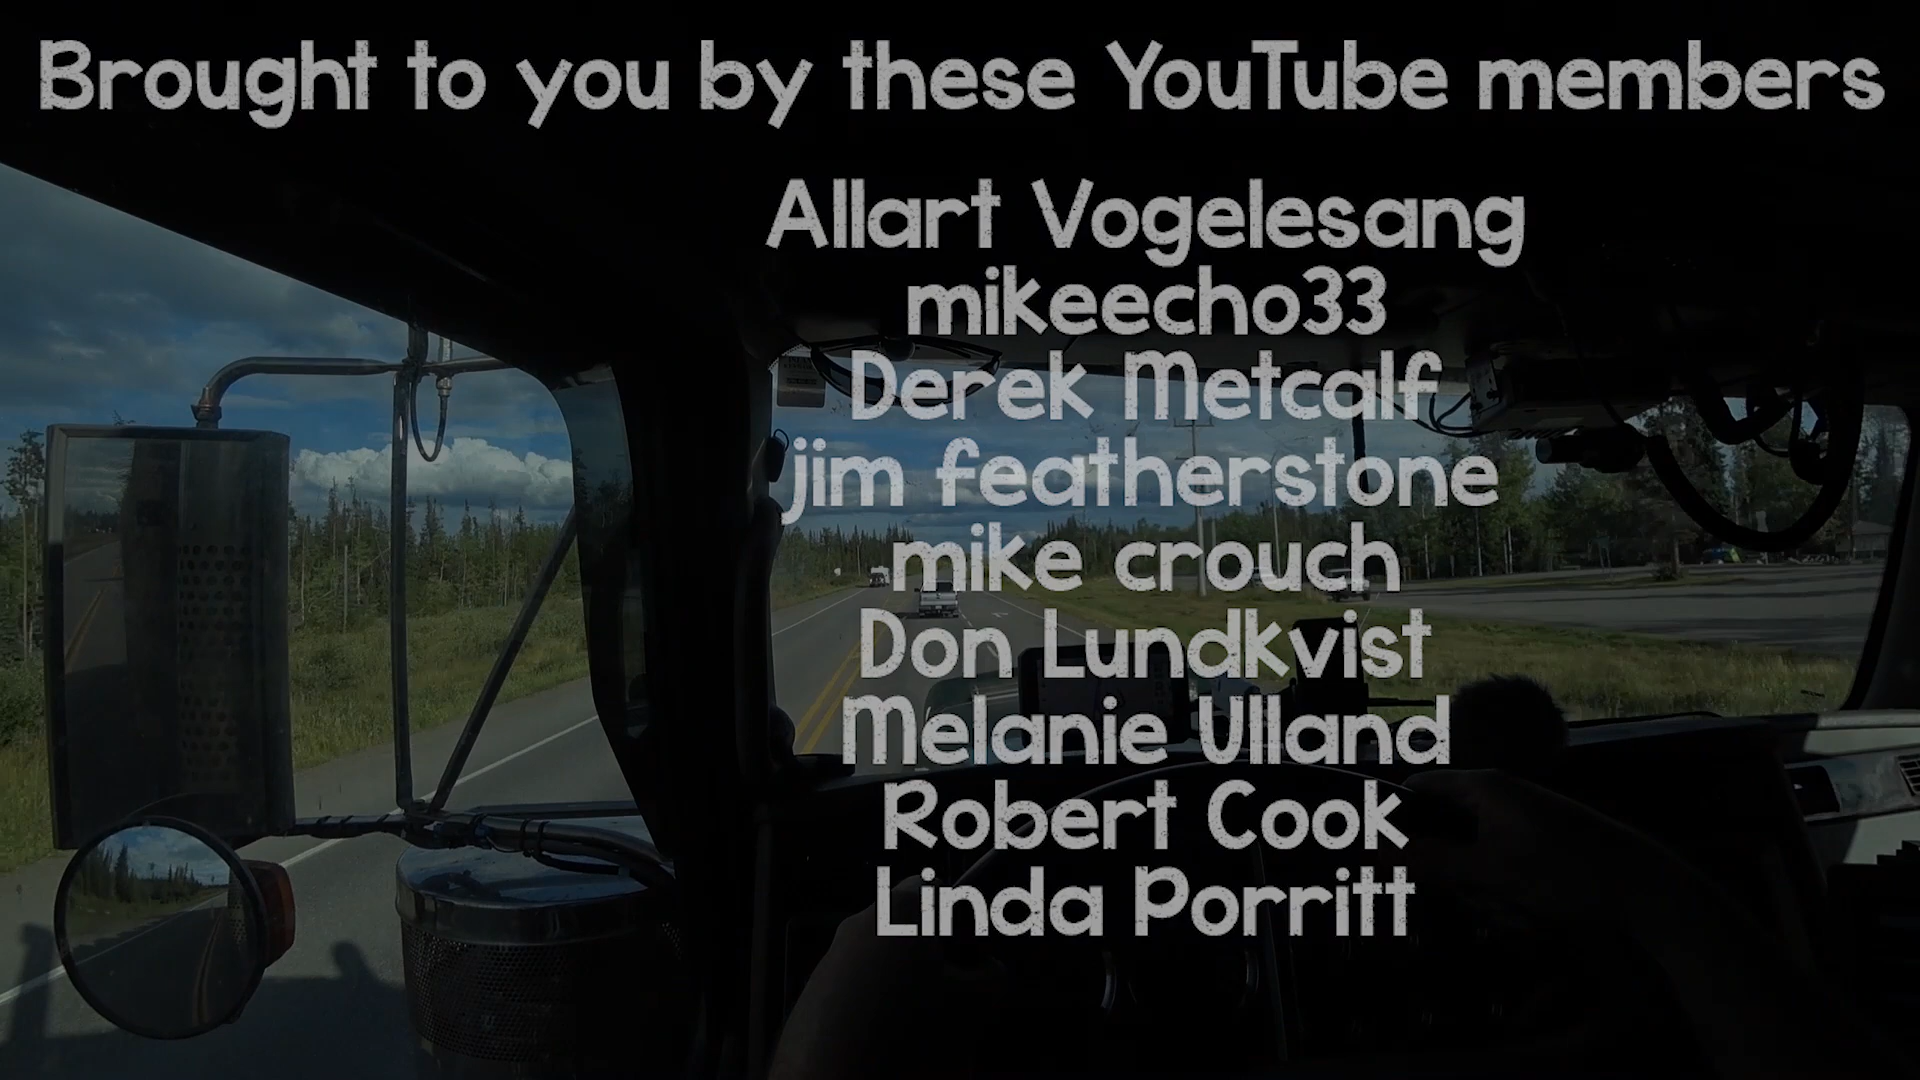 Brought to you by these YouTube members
Allart Vogelesang
mikeecho33
Derek Metcalf
jim featherstone
mike crouch
Don Lundkvist
Melanie Ulland
Robert Cook
Linda Porritt